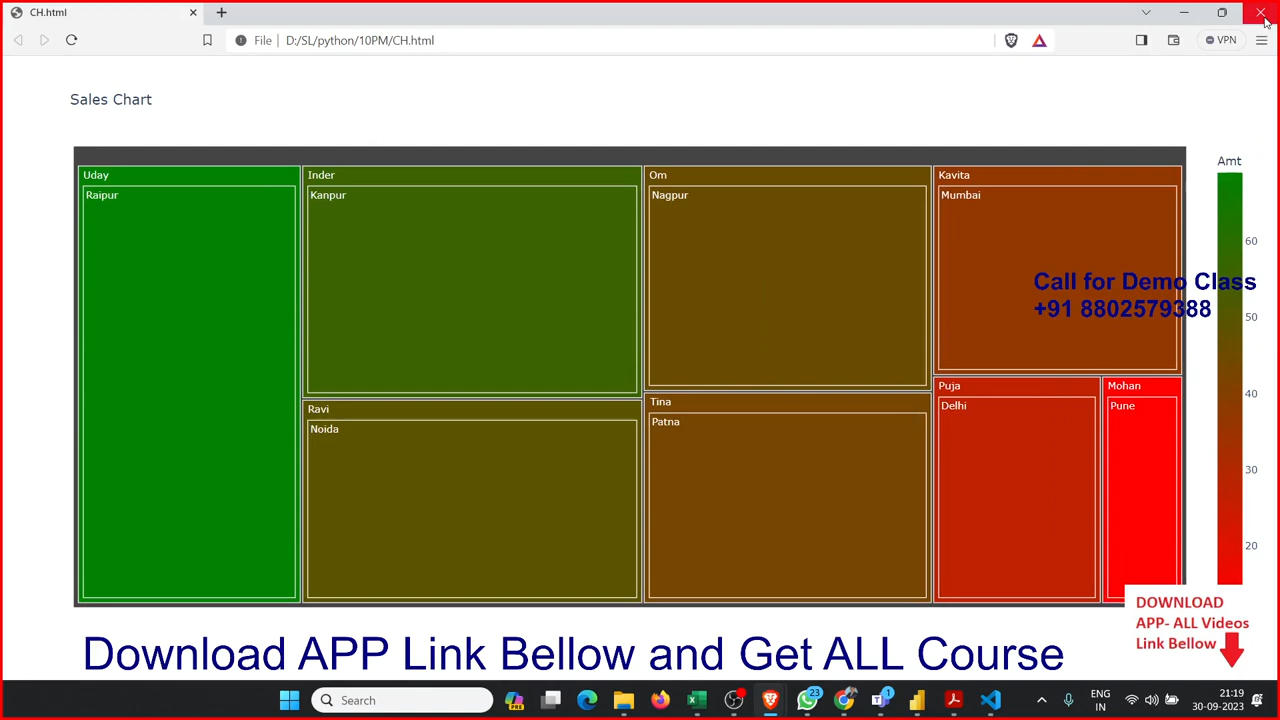 CH.html
File
D:/SL/python/10PM/CH.html
VPN
Sales Chart
Amt
Uday
Raipur
Inder
Kanpur
Om
Nagpur
Kavita
Mumbai
60
Call for Demo Class
50
+91 8802579388
Puja
Mohan
40
Ravi
Tina
Delhi
Pune
Noida
Patna
30
20
DOWNLOAD
APP- ALL Videos
Link Bellow
Download APP Link Bellow and Get ALL Course
Search
PRE
23
1
ENG
IN
21:19
30-09-2023